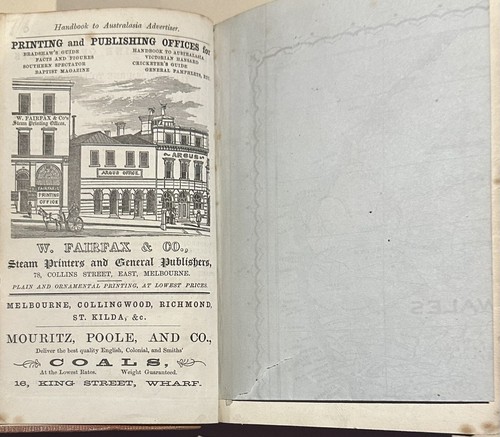 Handbook to Australasia Advertiser.
PRINTING and PUBLISHING OFFICES for
BRADSHAW'S GUIDE
FACTS AND FIGURES
SOUTHERN SPECTATOR
BAPTIST MAGAZINE
HANDBOOK TO AUSTRALASIA,
VICTORIAN HANSARD
CRICKETER'S GUIDE
GENERAL PAMPHLETS, ETC.
W. FAIRFAX & Co's
Steam Printing Offices.
ARGUS
ARGUS OFFICE.
FAIRFAX'S
PRINTING
OFFICE
W. FAIRFAX & CO.,
Steam Printers and General Publishers,
78, COLLINS STREET, EAST, MELBOURNE.
PLAIN AND ORNAMENTAL PRINTING, AT LOWEST PRICES.
MELBOURNE, COLLINGWOOD, RICHMOND,
ST. KILDA, &c.
MOURITZ, POOLE, AND CO.,
Deliver the best quality English, Colonial, and Smiths'
COALS,
At the Lowest Rates. Weight Guaranteed.
16, KING STREET, WHARF.